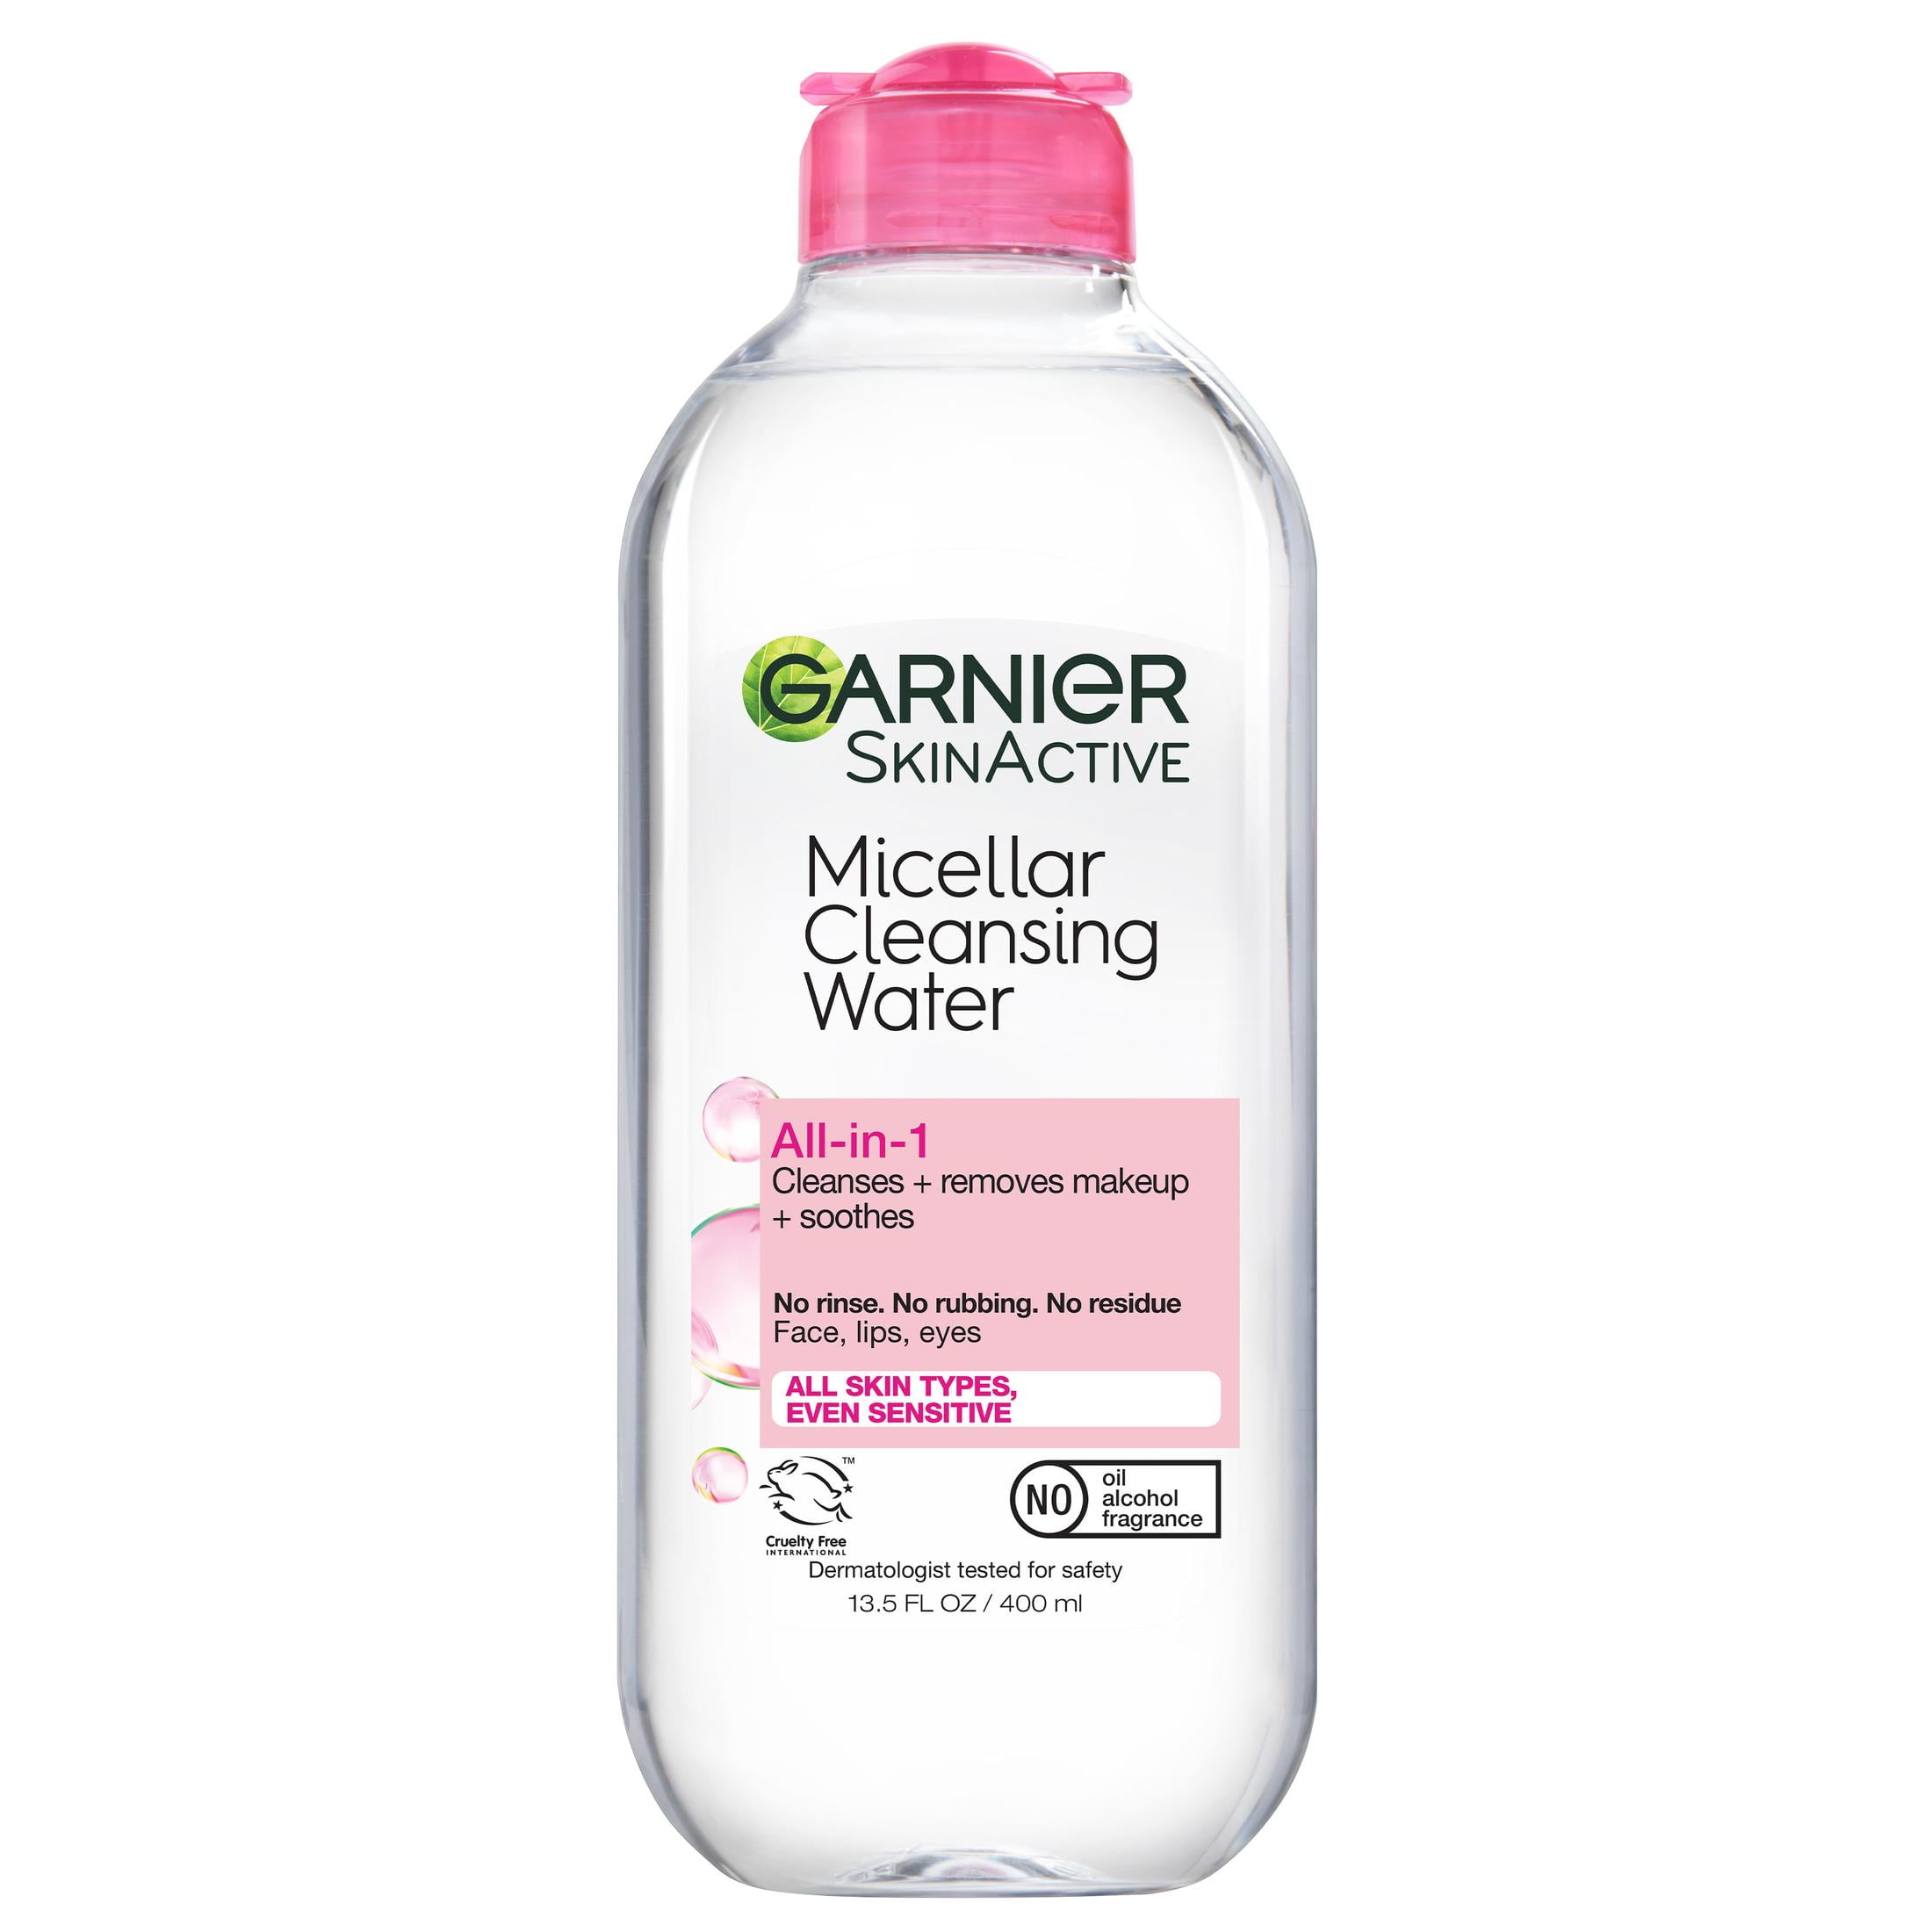 GARNIER
SKINACTIVE
Micellar
Cleansing
Water
All-in-1
Cleanses + removes makeup
+ soothes
No rinse. No rubbing. No residue
Face, lips, eyes
ALL SKIN TYPES,
EVEN SENSITIVE
TM
Cruelty Free
INTERNATIONAL
NO
oil
alcohol
fragrance
Dermatologist tested for safety
13.5 FL OZ / 400 ml